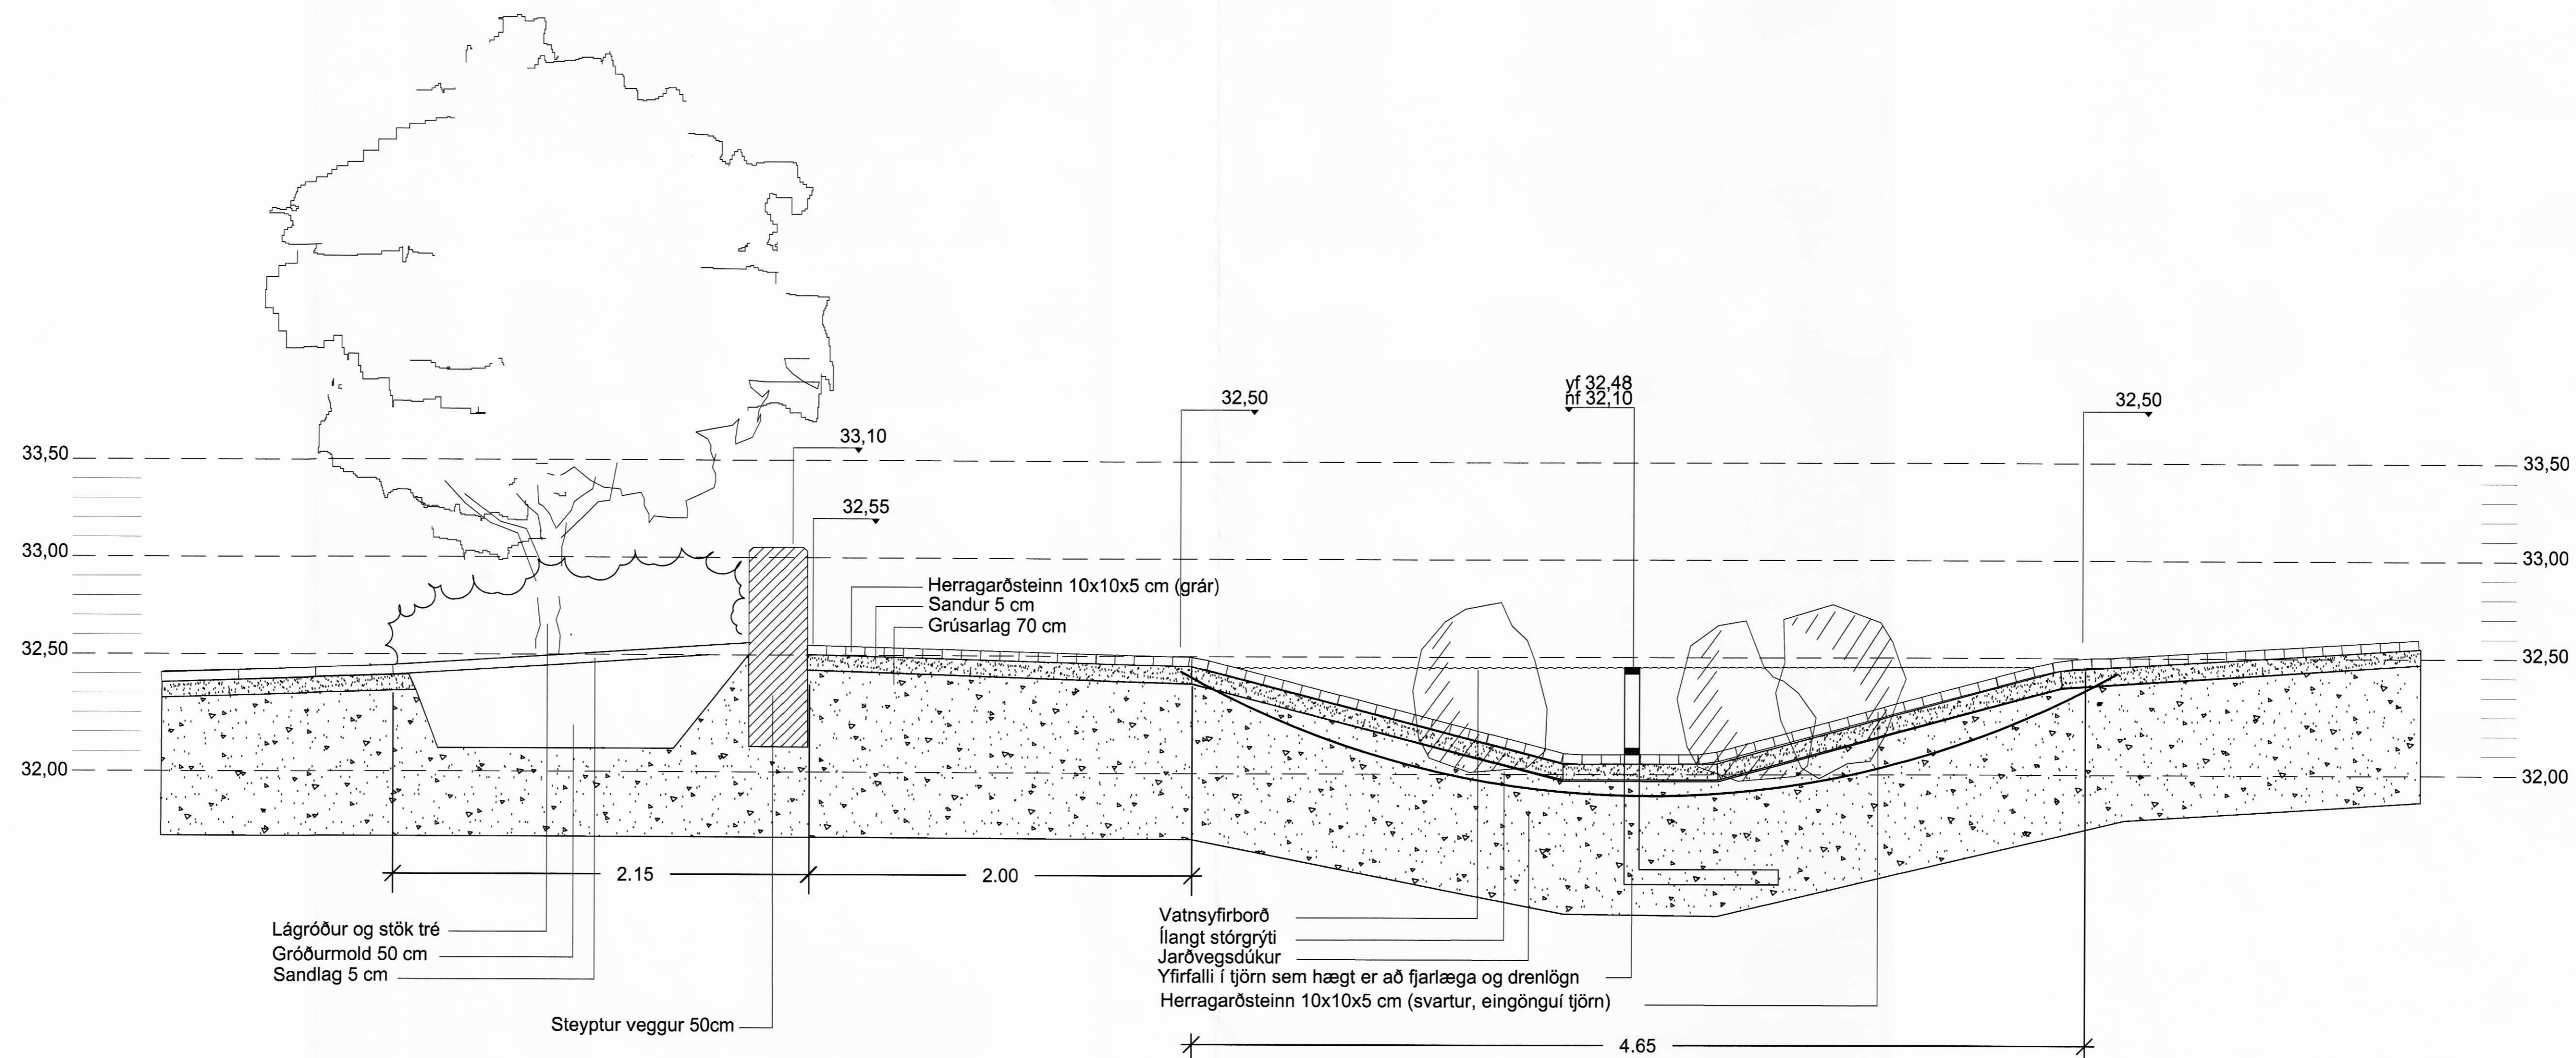 yf 32,48
nf 32,10
32,50
32,50
33,10
33,50
33,50
32,55
33,00
33,00
Herragarðsteinn 10x10x5 cm (grár)
Sandur 5 cm
Grúsarlag 70 cm
32,50
32,50
32,00
32,00
2.15
2.00
Lágróður og stök tré
Gróðurmold 50 cm
Sandlag 5 cm
Steyptur veggur 50cm
Vatnsyfirborð
Ílangt stórgrýti
Jarðvegsdúkur
Yfirfalli í tjörn sem hægt er að fjarlæga og drenlögn
Herragarðsteinn 10x10x5 cm (svartur, eingönguí tjörn)
4.65